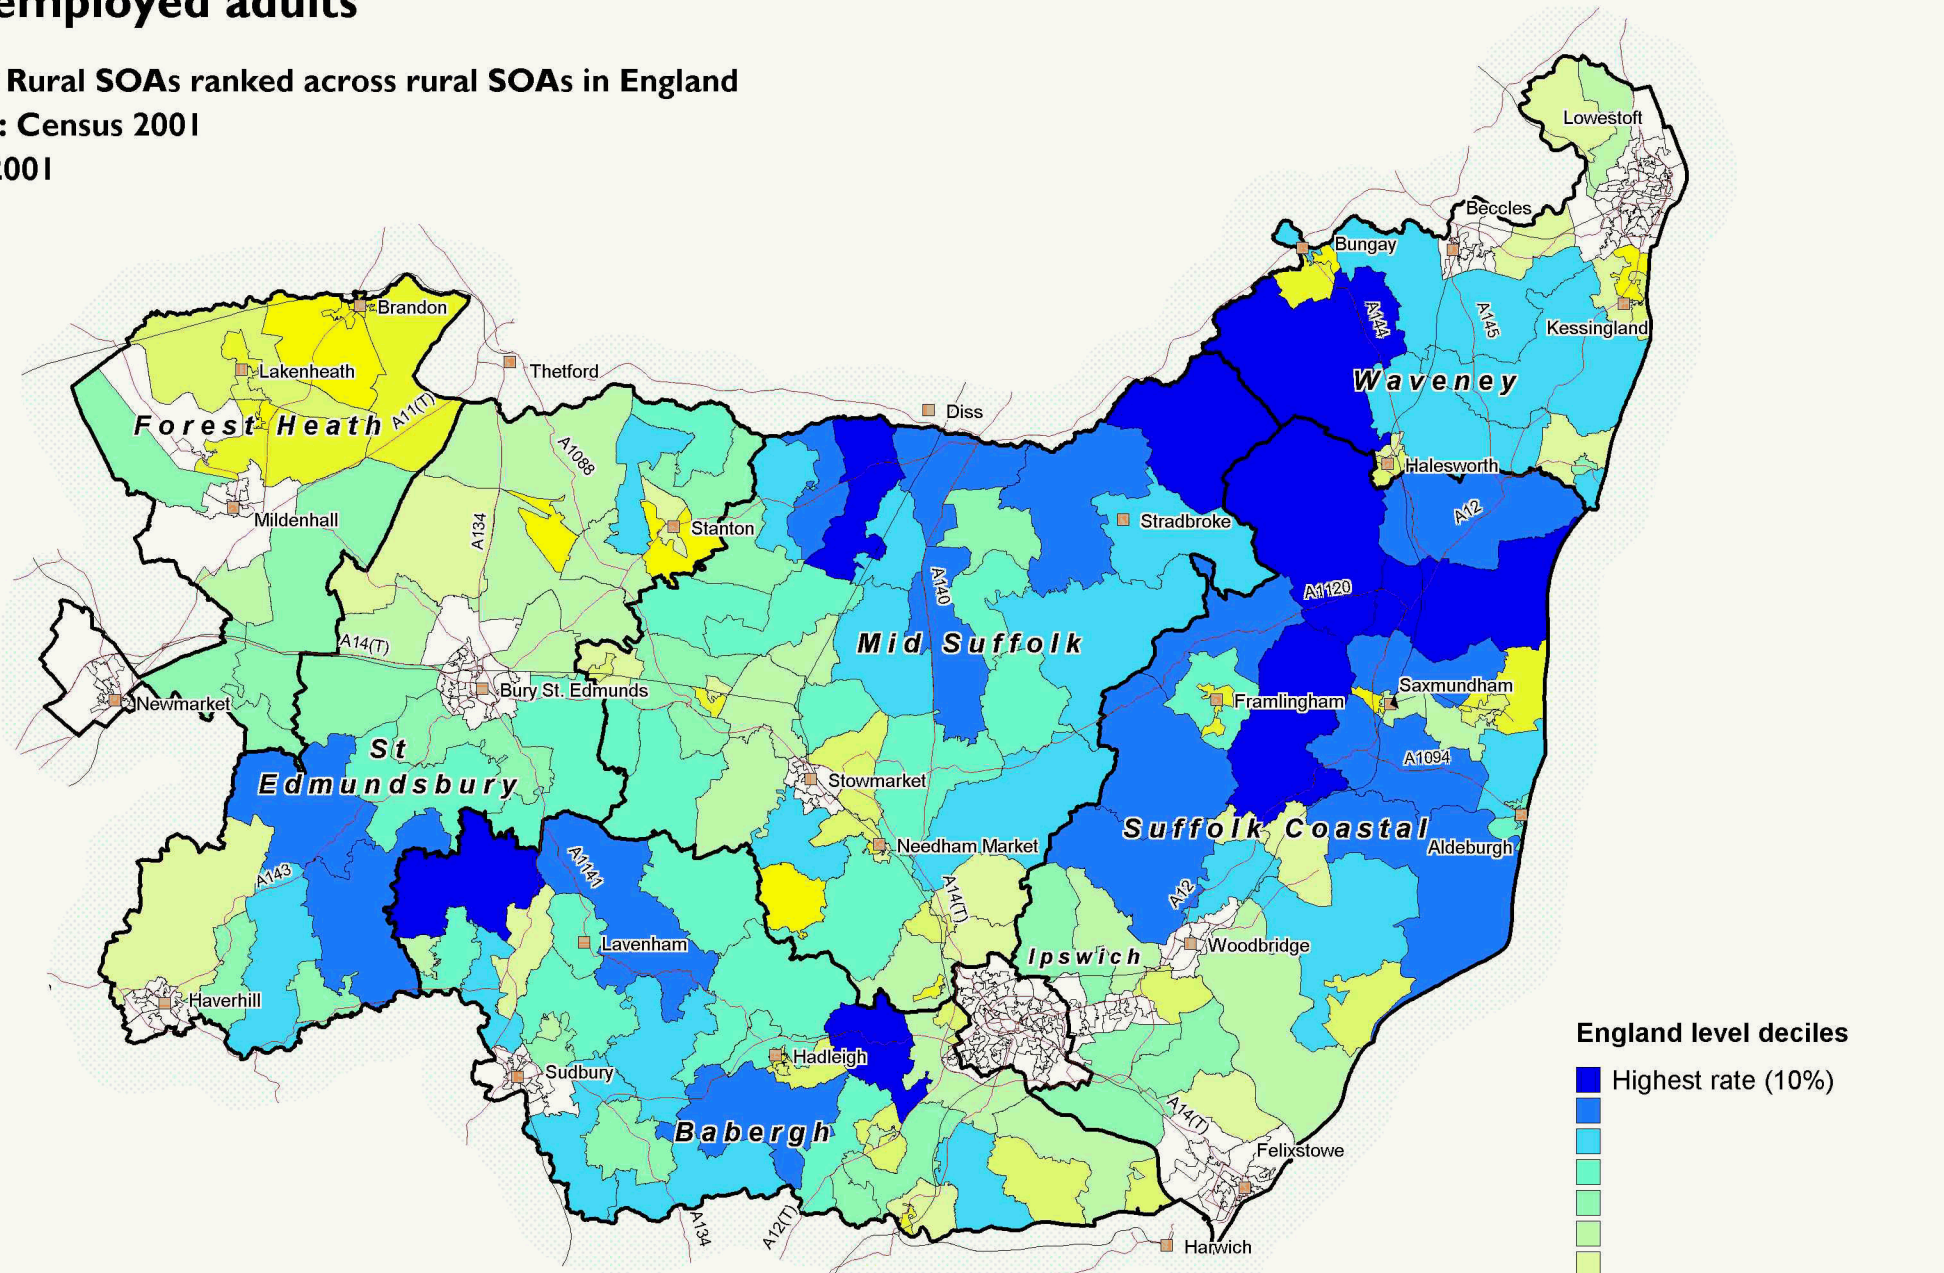 employed adults
Rural SOAs ranked across rural SOAs in England
: Census 2001
2001
Lowestoft
Beccles
Bungay
A144
A145
Kessingland
Waveney
Brandon
Lakenheath
Thetford
Forest Heath
A11(T)
Diss
A1088
Halesworth
Mildenhall
A134
Stanton
Stradbroke
A12
A140
A1120
A14(T)
Mid Suffolk
Newmarket
Bury St. Edmunds
Framlingham
Saxmundham
St
Edmundsbury
A1094
Stowmarket
Suffolk Coastal
Aldeburgh
Needham Market
A143
A1141
A14(T)
A12
Lavenham
Ipswich
Woodbridge
Haverhill
Hadleigh
Sudbury
Babergh
A14(T)
Felixstowe
A134
A12(T)
Harwich
England level deciles
Highest rate (10%)